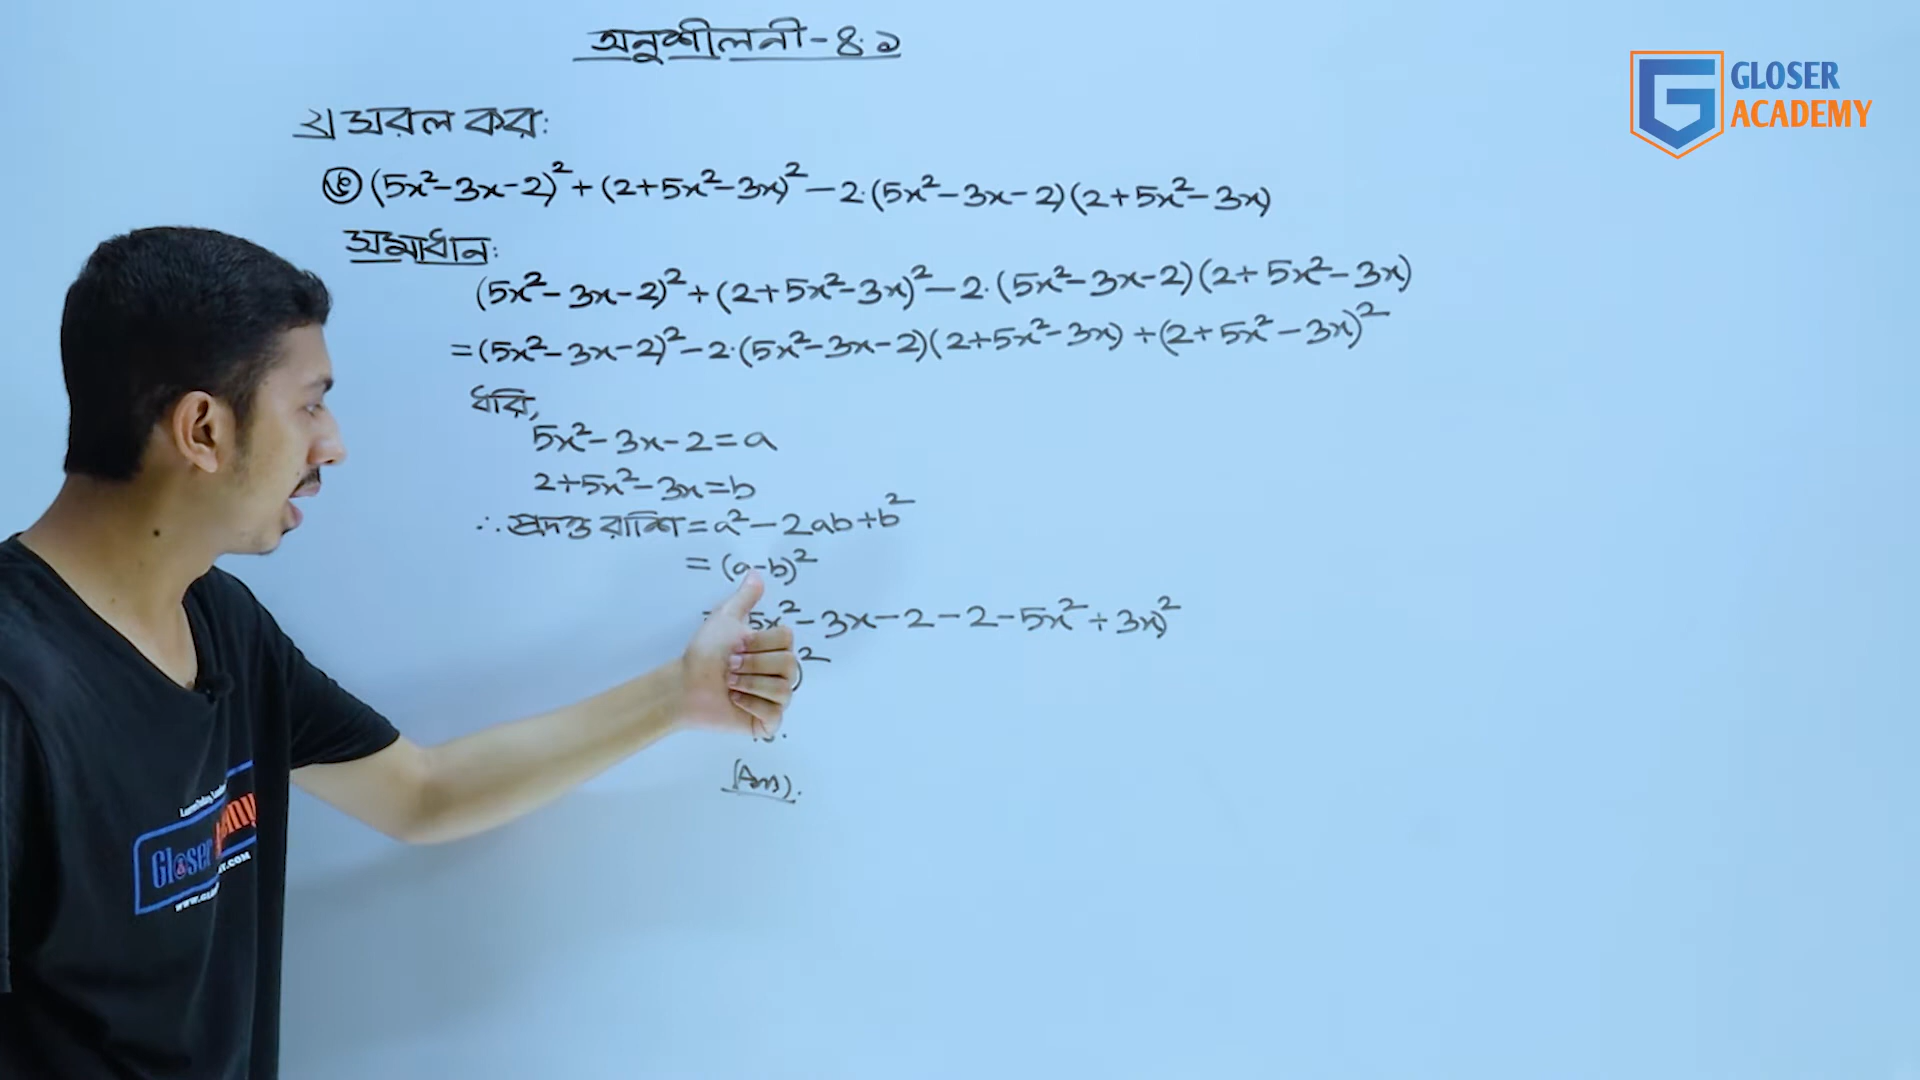 অনুশীলনী-৪.১
GLOSER
ACADEMY
২) সরল কর:
(5x²-3x-2)²+(2+5x²-3x)²-2.(5x²-3x-2)(2+5x²-3x)
সমাধান:
(5x²-3x-2)²+(2+5x²-3x)²-2.(5x²-3x-2)(2+5x²-3x)
=(5x²-3x-2)²-2.(5x²-3x-2)(2+5x²-3x)+(2+5x²-3x)²
ধরি,
5x²-3x-2=a
2+5x²-3x=b
∴ প্রদত্ত রাশি=a²-2ab+b²
=(a-b)²
5x²-3x-2-2-5x²+3x)²
)²
(Ans).
Gloser